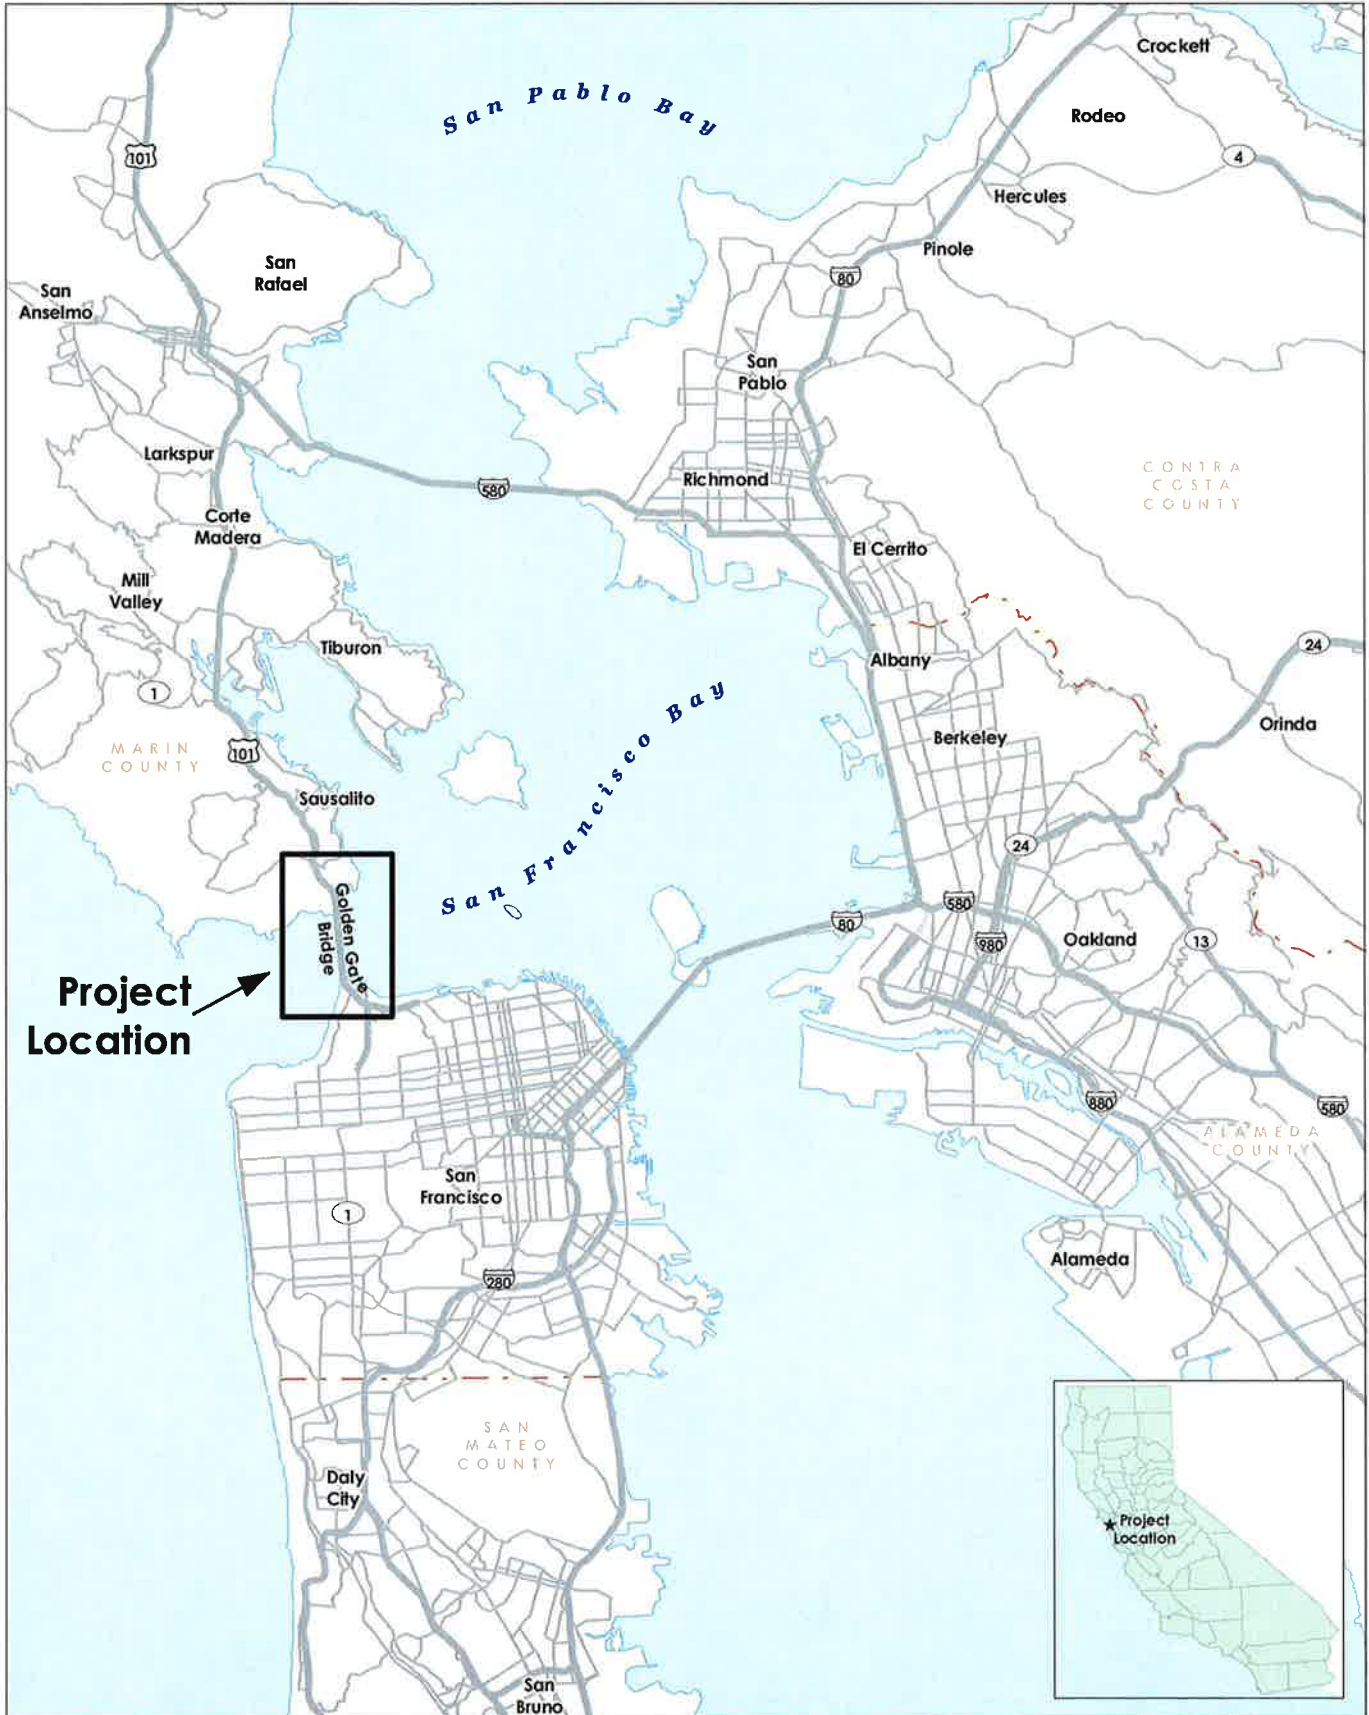 Crockett
San Pablo Bay
Rodeo
101
4
Hercules
Pinole
San
Rafael
80
San
Anselmo
San
Pablo
Larkspur
CONTRA
COSTA
COUNTY
Richmond
580
Corte
Madera
El Cerrito
Mill
Valley
Tiburon
24
Albany
1
San Francisco Bay
Orinda
Berkeley
MARIN
COUNTY
101
Sausalito
24
Golden Gate
Bridge
580
80
980
Oakland
13
Project
Location
880
580
ALAMEDA
COUNTY
San
Francisco
1
Alameda
280
SAN
MATEO
COUNTY
Daly
City
Project
Location
San
Bruno